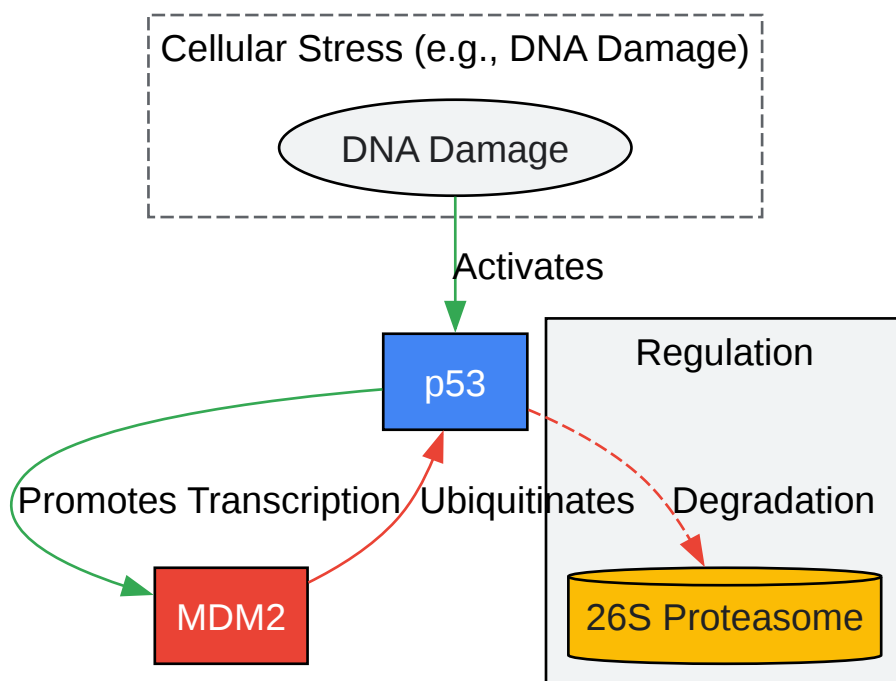 Cellular Stress (e.g., DNA Damage)
DNA Damage
Activates
p53
Regulation
Promotes Transcription
Ubiquitinates
Degradation
MDM2
26S Proteasome